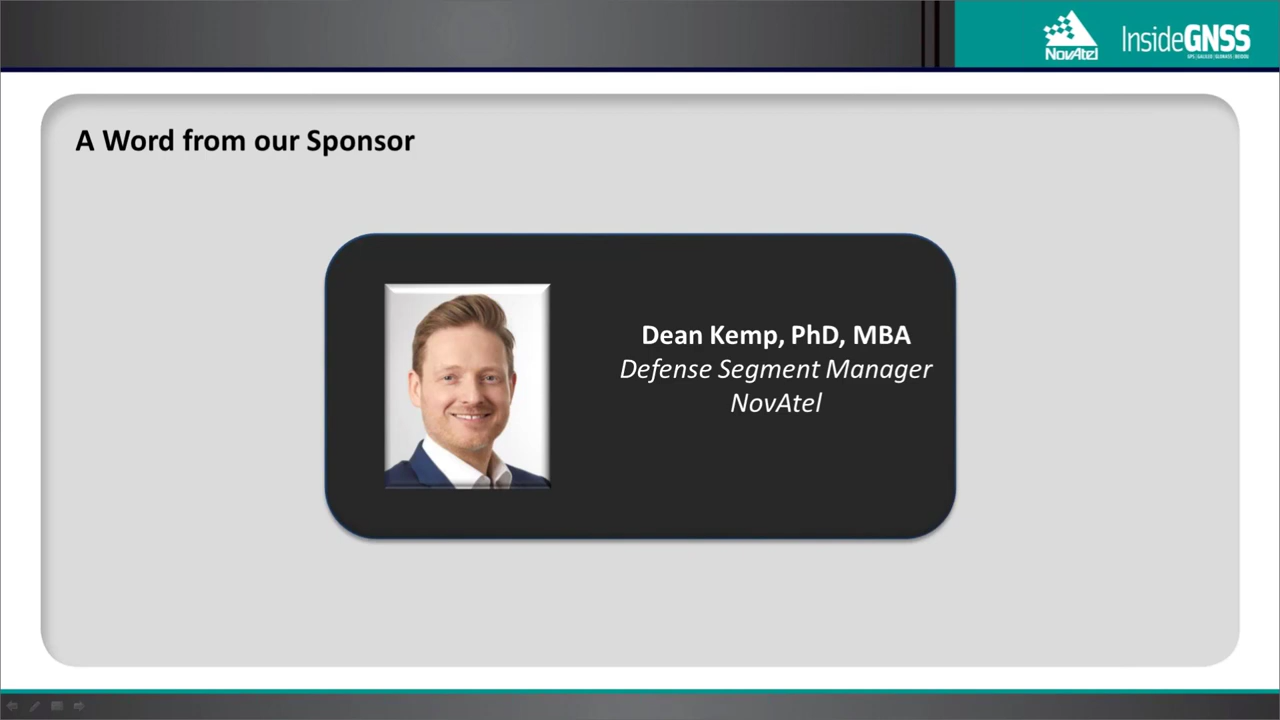 NovAtel
InsideGNSS
GPS | GALILEO | GLONASS | BEIDOU
A Word from our Sponsor
Dean Kemp, PhD, MBA
Defense Segment Manager
NovAtel